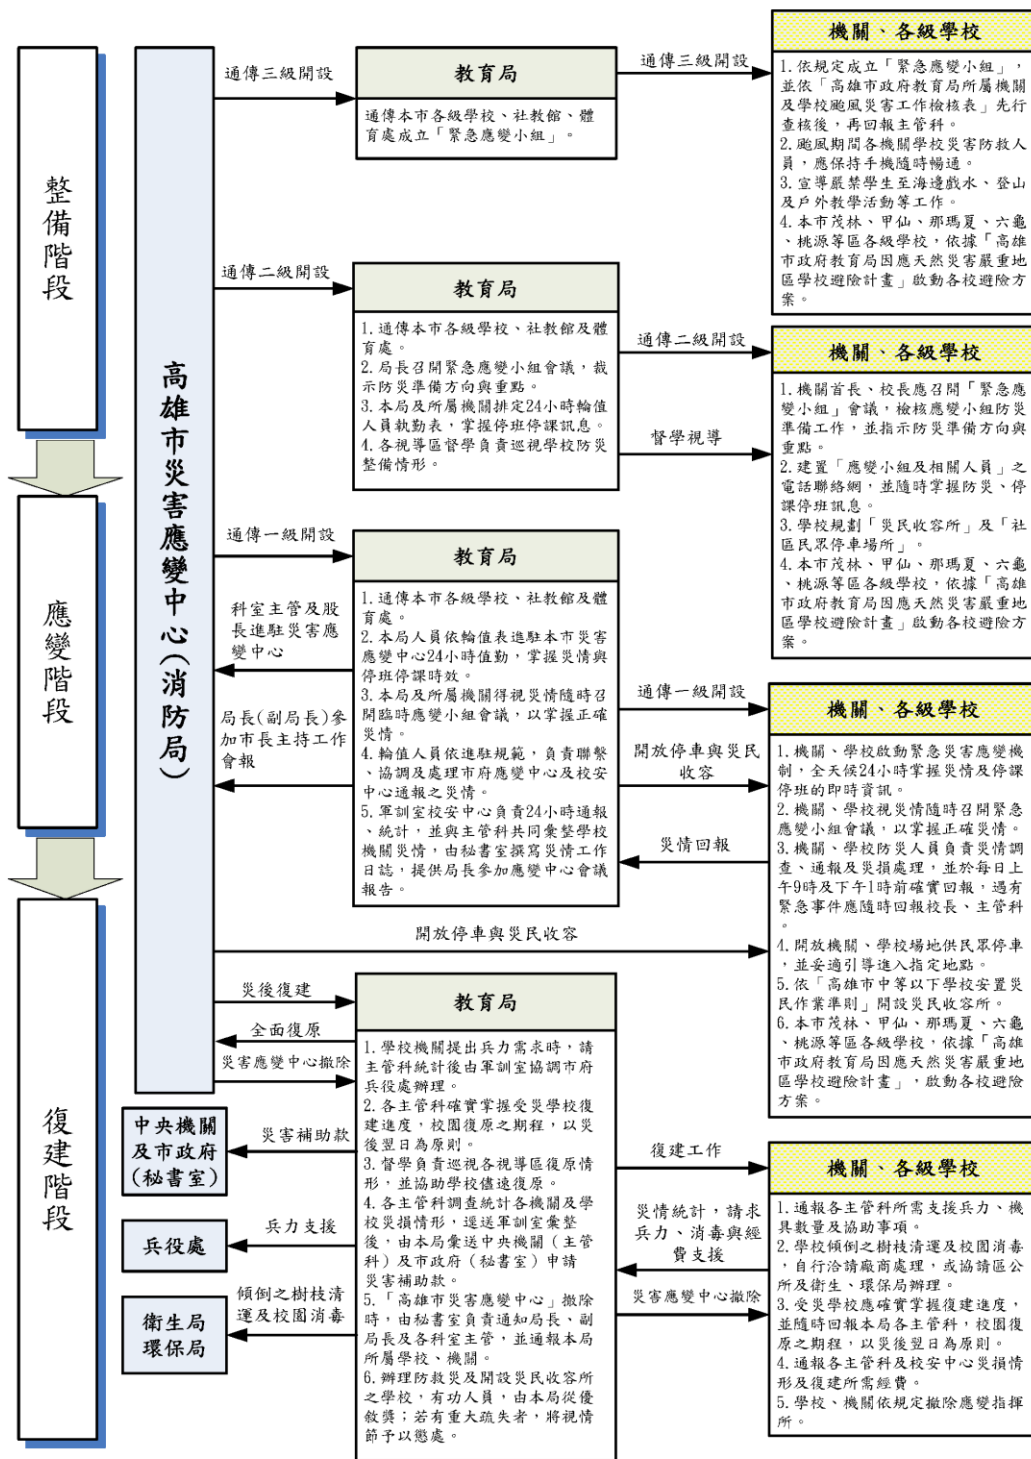 整備階段
應變階段
復建階段
高雄市災害應變中心(消防局)
通傳三級開設
教育局
通傳本市各級學校、社教館、體
育處成立「緊急應變小組」。
通傳三級開設
機關、各級學校
1.依規定成立「緊急應變小組」，
並依「高雄市政府教育局所屬機關
及學校颱風災害工作檢核表」先行
查核後，再回報主管科。
2.颱風期間各機關學校災害防救人
員，應保持手機隨時暢通。
3.宣導嚴禁學生至海邊戲水、登山
及戶外教學活動等工作。
4.本市茂林、甲仙、那瑪夏、六龜
、桃源等區各級學校，依據「高雄
市政府教育局因應天然災害嚴重地
區學校避險計畫」啟動各校避險方
案。
通傳二級開設
教育局
1.通傳本市各級學校、社教館及體
育處。
2.局長召開緊急應變小組會議，裁
示防災準備方向與重點。
3.本局及所屬機關排定24小時輪值
人員執勤表，掌握停班停課訊息。
4.各視導區督學負責巡視學校防災
整備情形。
通傳二級開設
督學視導
機關、各級學校
1.機關首長、校長應召開「緊急應
變小組」會議，檢核應變小組防災
準備工作，並指示防災準備方向與
重點。
2.建置「應變小組及相關人員」之
電話聯絡網，並隨時掌握防災、停
課停班訊息。
3.學校規劃「災民收容所」及「社
區民眾停車場所」。
4.本市茂林、甲仙、那瑪夏、六龜
、桃源等區各級學校，依據「高雄
市政府教育局因應天然災害嚴重地
區學校避險計畫」啟動各校避險方
案。
通傳一級開設
科室主管及股
長進駐災害應
變中心
局長(副局長)參
加市長主持工作
會報
教育局
1.通傳本市各級學校、社教館及體
育處。
2.本局人員依輪值表進駐本市災害
應變中心24小時值勤，掌握災情與
停班停課時效。
3.本局及所屬機關得視災情隨時召
開臨時應變小組會議，以掌握正確
災情。
4.輪值人員依進駐規範，負責聯繫
、協調及處理市府應變中心及校安
中心通報之災情。
5.軍訓室校安中心負責24小時通報
、統計，並與主管科共同彙整學校
機關災情，由秘書室撰寫災情工作
日誌，提供局長參加應變中心會議
報告。
通傳一級開設
開放停車與災民
收容
災情回報
機關、各級學校
1.機關、學校啟動緊急災害應變機
制，全天候24小時掌握災情及停課
停班的即時資訊。
2.機關、學校視災情隨時召開緊急
應變小組會議，以掌握正確災情。
3.機關、學校防災人員負責災情調
查、通報及災損處理，並於每日上
午9時及下午1時前確實回報，遇有
緊急事件應隨時回報校長、主管科
。
4.開放機關、學校場地供民眾停車
，並妥適引導進入指定地點。
5.依「高雄市中等以下學校安置災
民作業準則」開設災民收容所。
6.本市茂林、甲仙、那瑪夏、六龜
、桃源等區各級學校，依據「高雄
市政府教育局因應天然災害嚴重地
區學校避險計畫」，啟動各校避險
方案。
開放停車與災民收容
災後復建
全面復原
災害應變中心撤除
教育局
1.學校機關提出兵力需求時，請
主管科統計後由軍訓室協調市府
兵役處辦理。
2.各主管科確實掌握受災學校復
建進度，校園復原之期程，以災
後翌日為原則。
3.督學負責巡視各視導區復原情
形，並協助學校儘速復原。
4.各主管科調查統計各機關及學
校災損情形，逕送軍訓室彙整
後，由本局彙送中央機關（主管
科）及市政府（秘書室）申請
災害補助款。
5.「高雄市災害應變中心」撤除
時，由秘書室負責通知局長、副
局長及各科室主管，並通報本局
所屬學校、機關。
6.辦理防救災及開設災民收容所
之學校，有功人員，由本局從優
敘獎；若有重大疏失者，將視情
節予以懲處。
中央機關
及市政府
(秘書室)
災害補助款
兵役處
兵力支援
衛生局
環保局
傾倒之樹枝清
運及校園消毒
復建工作
災情統計，請求
兵力、消毒與經
費支援
災害應變中心撤除
機關、各級學校
1.通報各主管科所需支援兵力、機
具數量及協助事項。
2.學校傾倒之樹枝清運及校園消毒
，自行洽請廠商處理，或協請區公
所及衛生、環保局辦理。
3.受災學校應確實掌握復建進度，
並隨時回報本局各主管科，校園復
原之期程，以災後翌日為原則。
4.通報各主管科及校安中心災損情
形及復建所需經費。
5.學校、機關依規定撤除應變指揮
所。